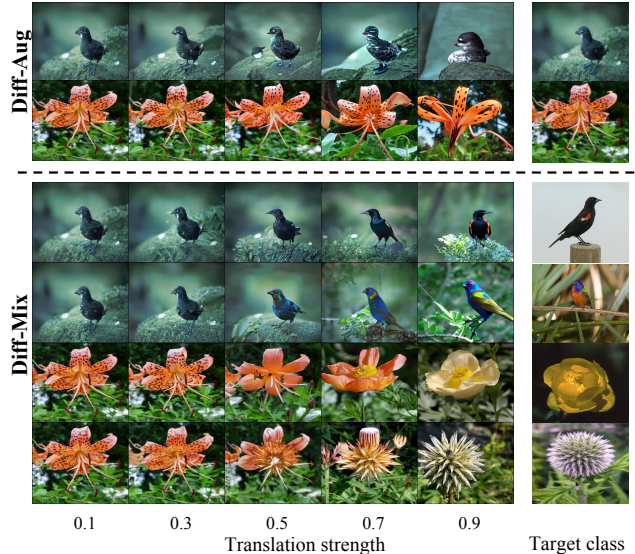 Diff-Aug
Diff-Mix
0.1 0.3 0.5 0.7 0.9
Translation strength Target class